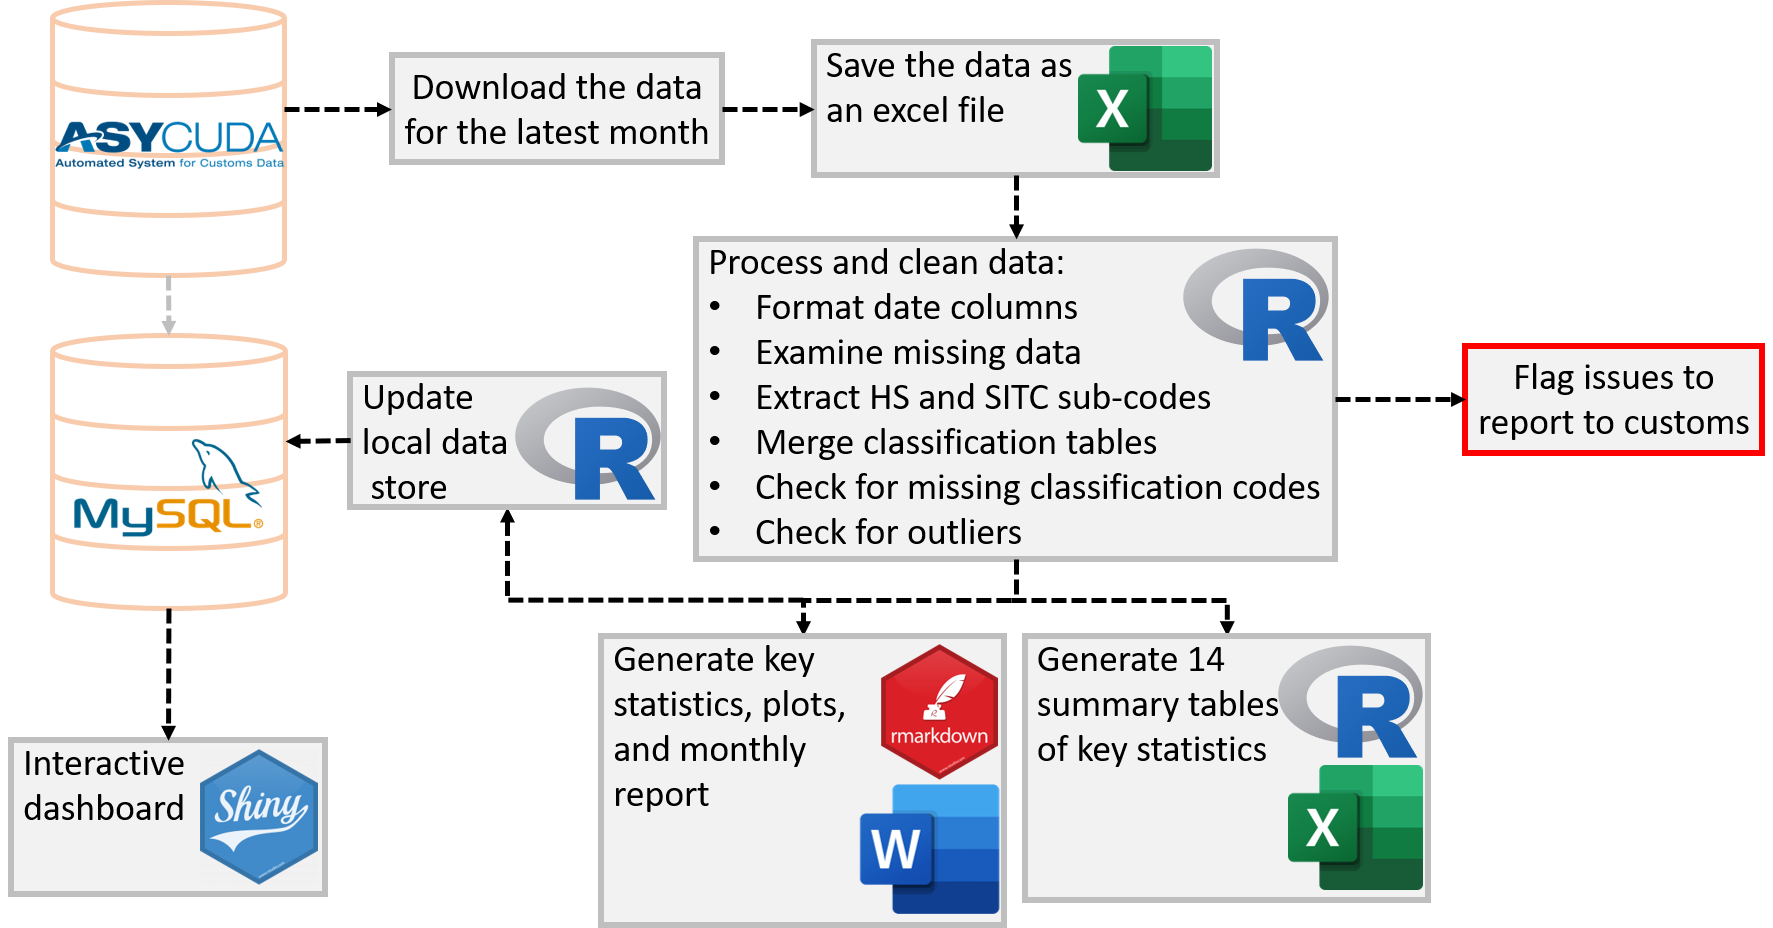 ASYCUDA
Automated System for Customs Data
Download the data
for the latest month
Save the data as
an excel file
X
Process and clean data:
• Format date columns
• Examine missing data
• Extract HS and SITC sub-codes
• Merge classification tables
• Check for missing classification codes
• Check for outliers
R
Flag issues to
report to customs
Update
local data
store
R
MySQL®
Interactive
dashboard
Shiny
Generate key
statistics, plots,
and monthly
report
rmarkdown
W
Generate 14
summary tables
of key statistics
R
X